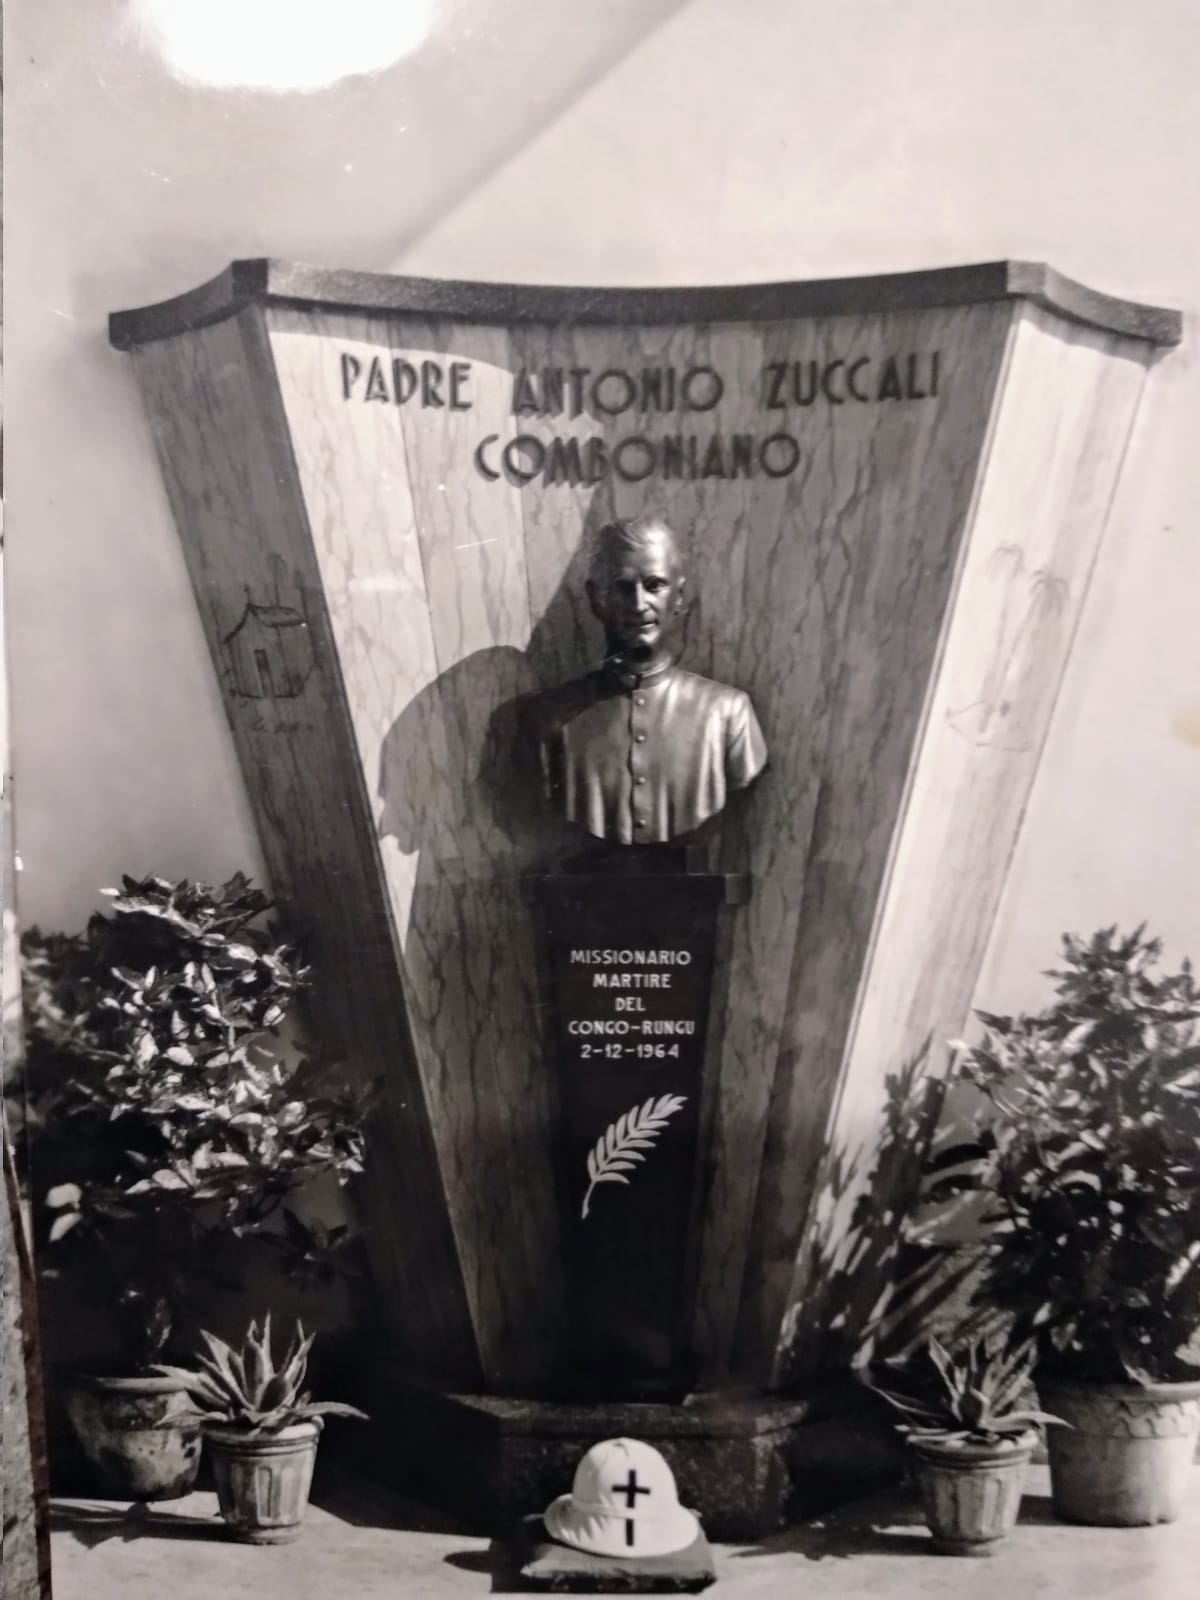 PADRE ANTONIO ZUCCALI
COMBONIANO
MISSIONARIO
MARTIRE
DEL
CONGO-RUNGU
2-12-1964